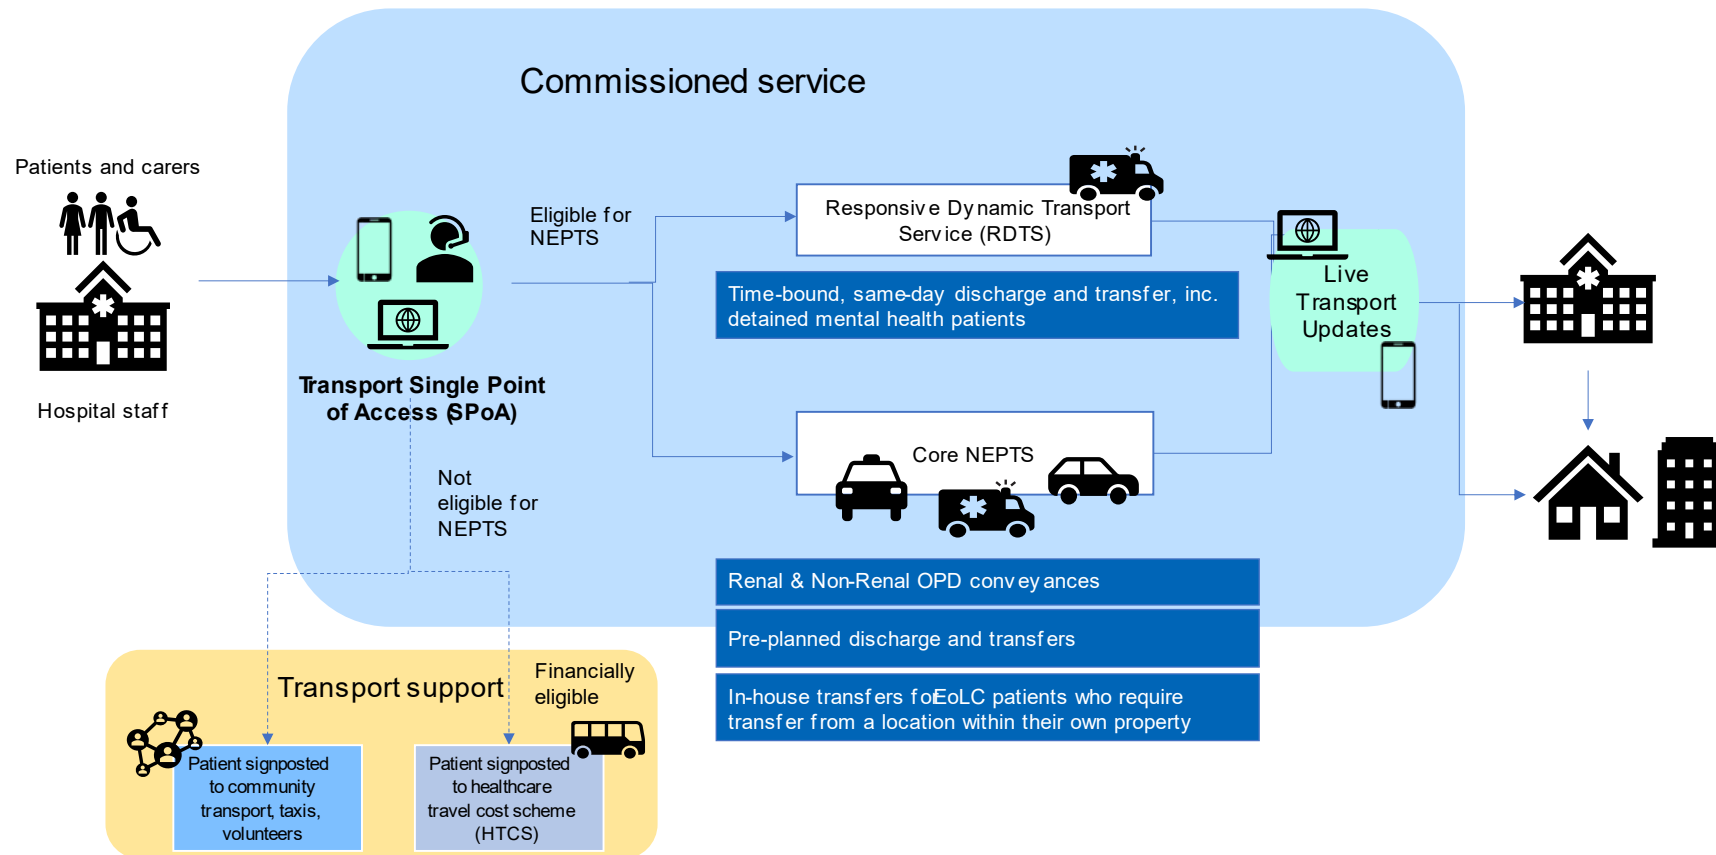 Commissioned service
Patients and carers
Hospital staff
Transport Single Point
of Access (SPoA)
Eligible for
NEPTS
Not
eligible for
NEPTS
Responsive Dynamic Transport
Service (RDTS)
Time-bound, same-day discharge and transfer, inc.
detained mental health patients
Core NEPTS
Renal & Non-Renal OPD conveyances
Pre-planned discharge and transfers
In-house transfers for EoLC patients who require
transfer from a location within their own property
Live
Transport
Updates
Transport support
Financially
eligible
Patient signposted
to community
transport, taxis,
volunteers
Patient signposted
to healthcare
travel cost scheme
(HTCS)